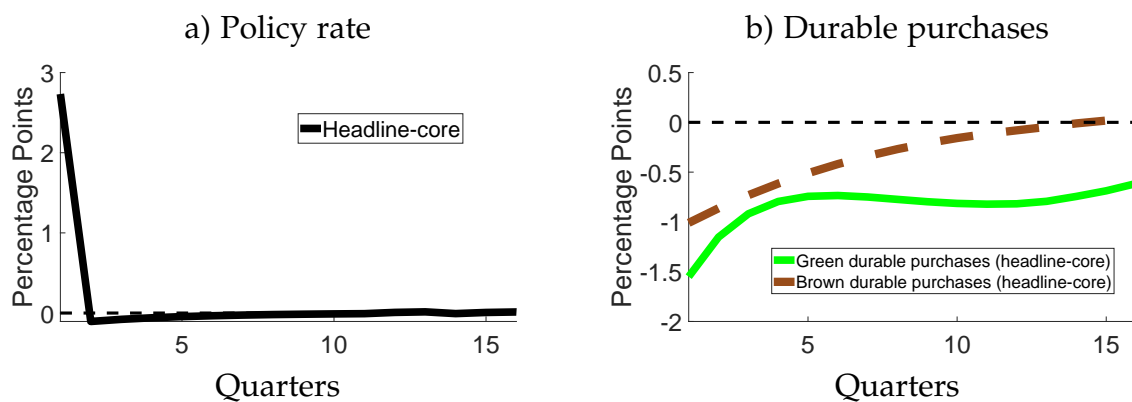 a) Policy rate
3
2
1
0
Percentage Points
Headline-core
5
10
15
Quarters
b) Durable purchases
0.5
0
-0.5
-1
-1.5
-2
Percentage Points
Green durable purchases (headline-core)
Brown durable purchases (headline-core)
5
10
15
Quarters